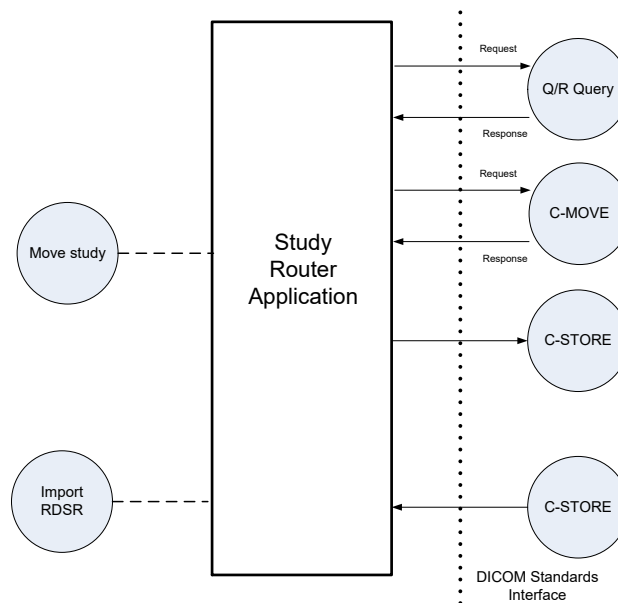 Request
Q/R Query
Response
Request
C-MOVE
Response
Move study
Study
Router
Application
C-STORE
Import
RDSR
C-STORE
DICOM Standards
Interface